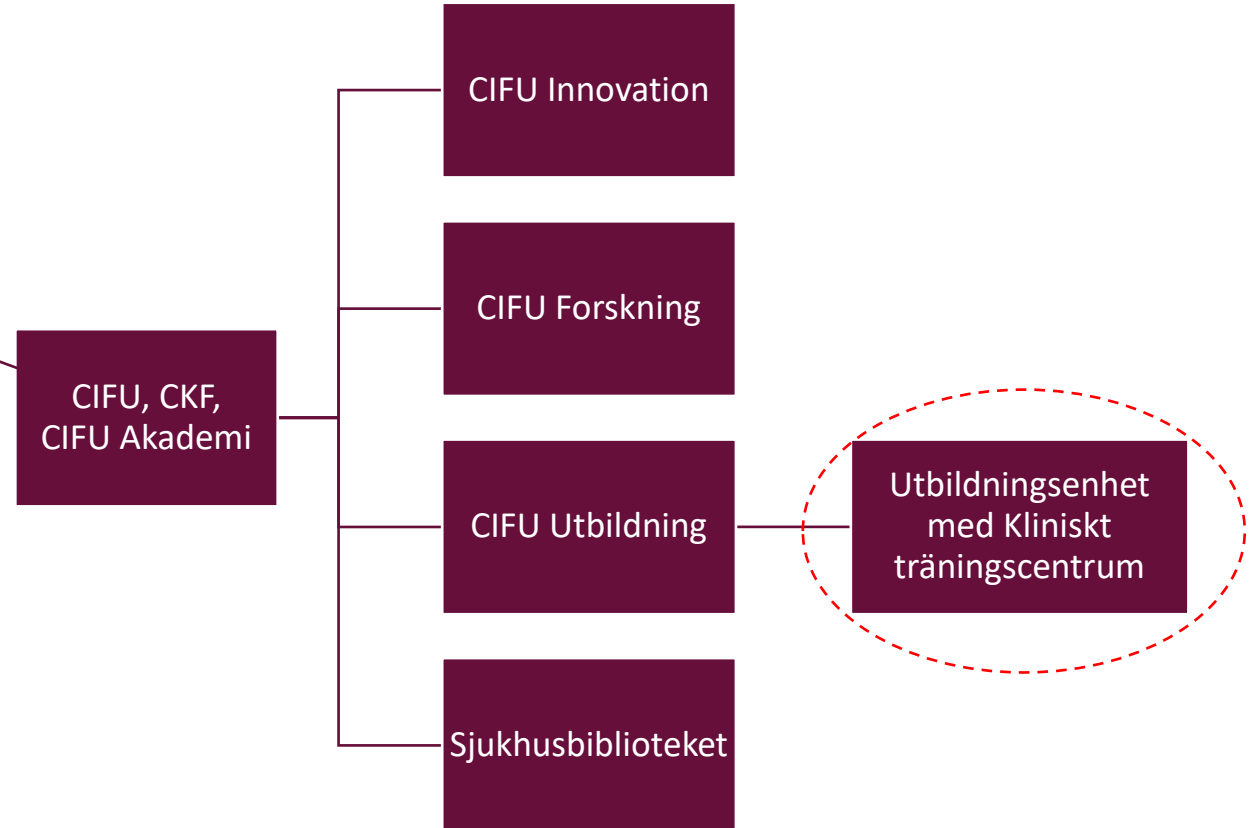 CIFU Innovation
CIFU Forskning
CIFU, CKF,
CIFU Akademi
CIFU Utbildning
Utbildningsenhet
med Kliniskt
träningscentrum
Sjukhusbiblioteket